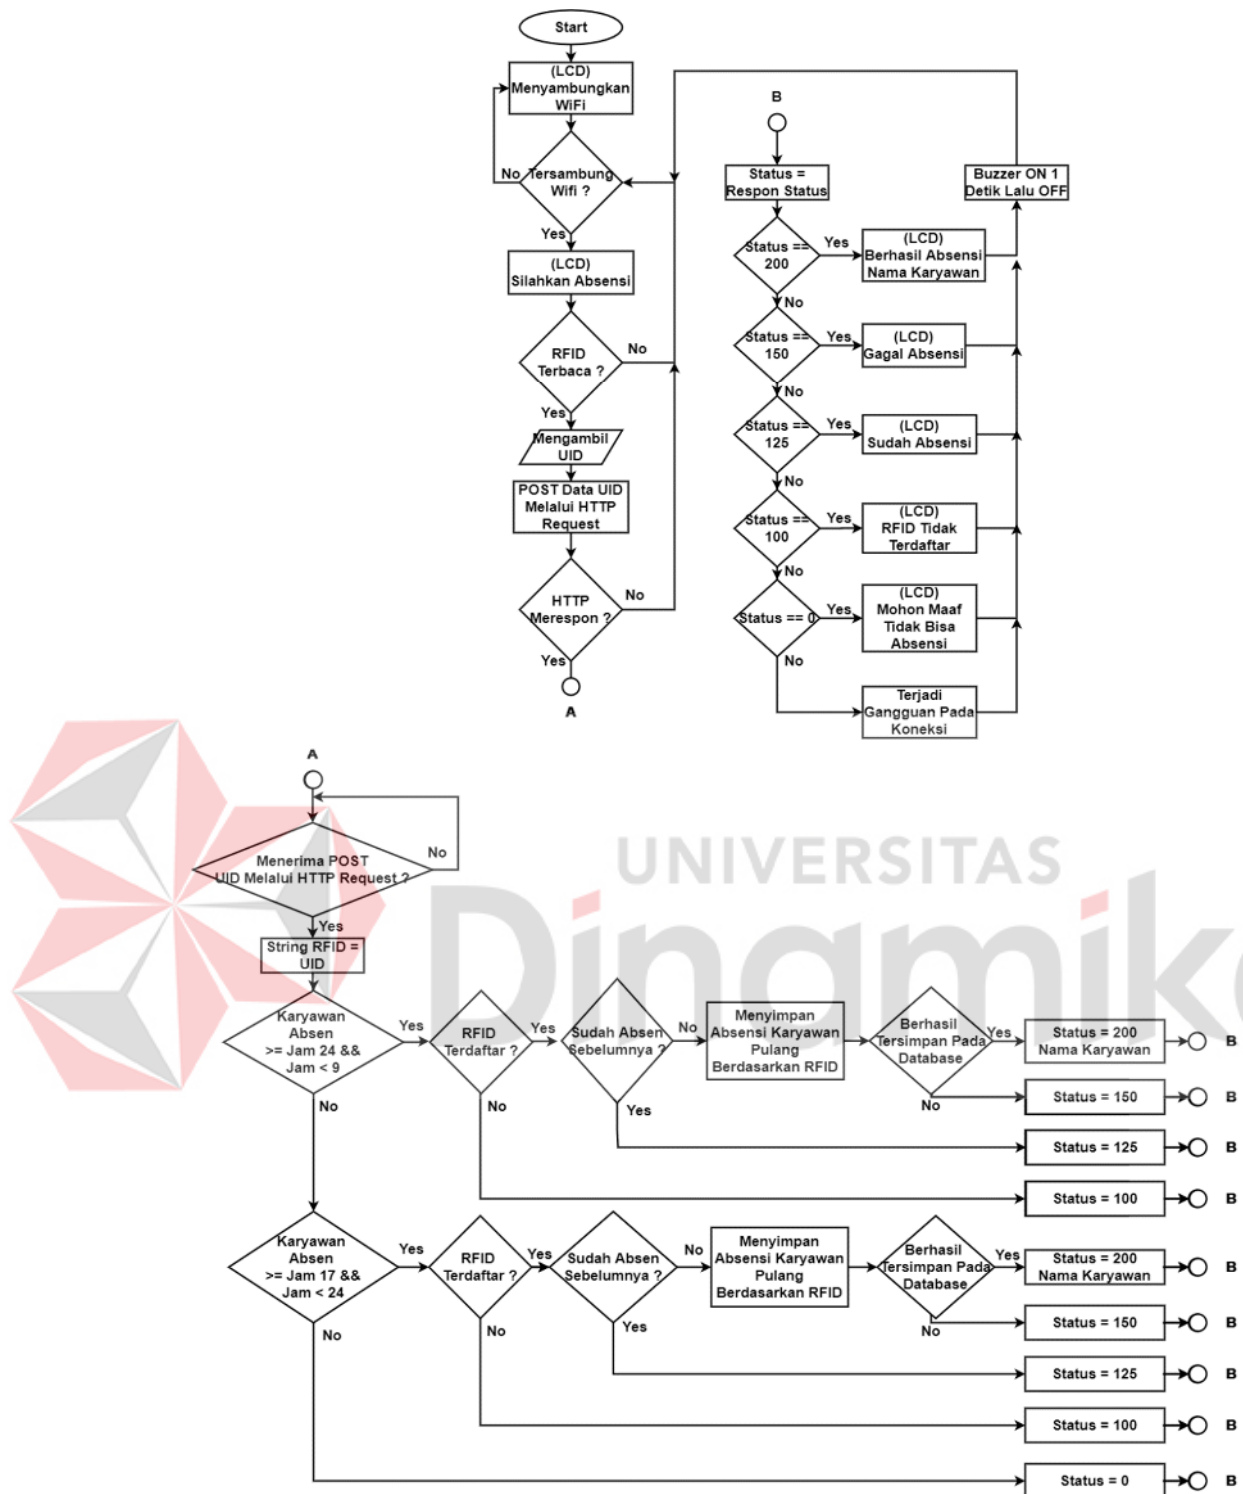 Start
(LCD)
Menyambungkan
WiFi
No
Tersambung
Wifi ?
Yes
(LCD)
Silahkan Absensi
RFID
Terbaca ?
No
Yes
Mengambil
UID
POST Data UID
Melalui HTTP
Request
HTTP
Merespon ?
No
Yes
A
B
Status =
Respon Status
Buzzer ON 1
Detik Lalu OFF
Status ==
200
Yes
(LCD)
Berhasil Absensi
Nama Karyawan
No
Status ==
150
Yes
(LCD)
Gagal Absensi
No
Status ==
125
Yes
(LCD)
Sudah Absensi
No
Status ==
100
Yes
(LCD)
RFID Tidak
Terdaftar
No
Status == 0
Yes
(LCD)
Mohon Maaf
Tidak Bisa
Absensi
No
Terjadi
Gangguan Pada
Koneksi
A
Menerima POST
UID Melalui HTTP Request ?
No
Yes
String RFID =
UID
UNIVERSITAS
Dinamika
Karyawan
Absen
>= Jam 24 &&
Jam < 9
Yes
RFID
Terdaftar ?
Yes
Sudah Absen
Sebelumnya ?
No
Menyimpan
Absensi Karyawan
Pulang
Berdasarkan RFID
Berhasil
Tersimpan Pada
Database
Yes
Status = 200
Nama Karyawan
B
No
Status = 150
B
Yes
Status = 125
B
No
Status = 100
B
No
Karyawan
Absen
>= Jam 17 &&
Jam < 24
Yes
RFID
Terdaftar ?
Yes
Sudah Absen
Sebelumnya ?
No
Menyimpan
Absensi Karyawan
Pulang
Berdasarkan RFID
Berhasil
Tersimpan Pada
Database
Yes
Status = 200
Nama Karyawan
B
No
Status = 150
B
Yes
Status = 125
B
No
Status = 100
B
No
Status = 0
B